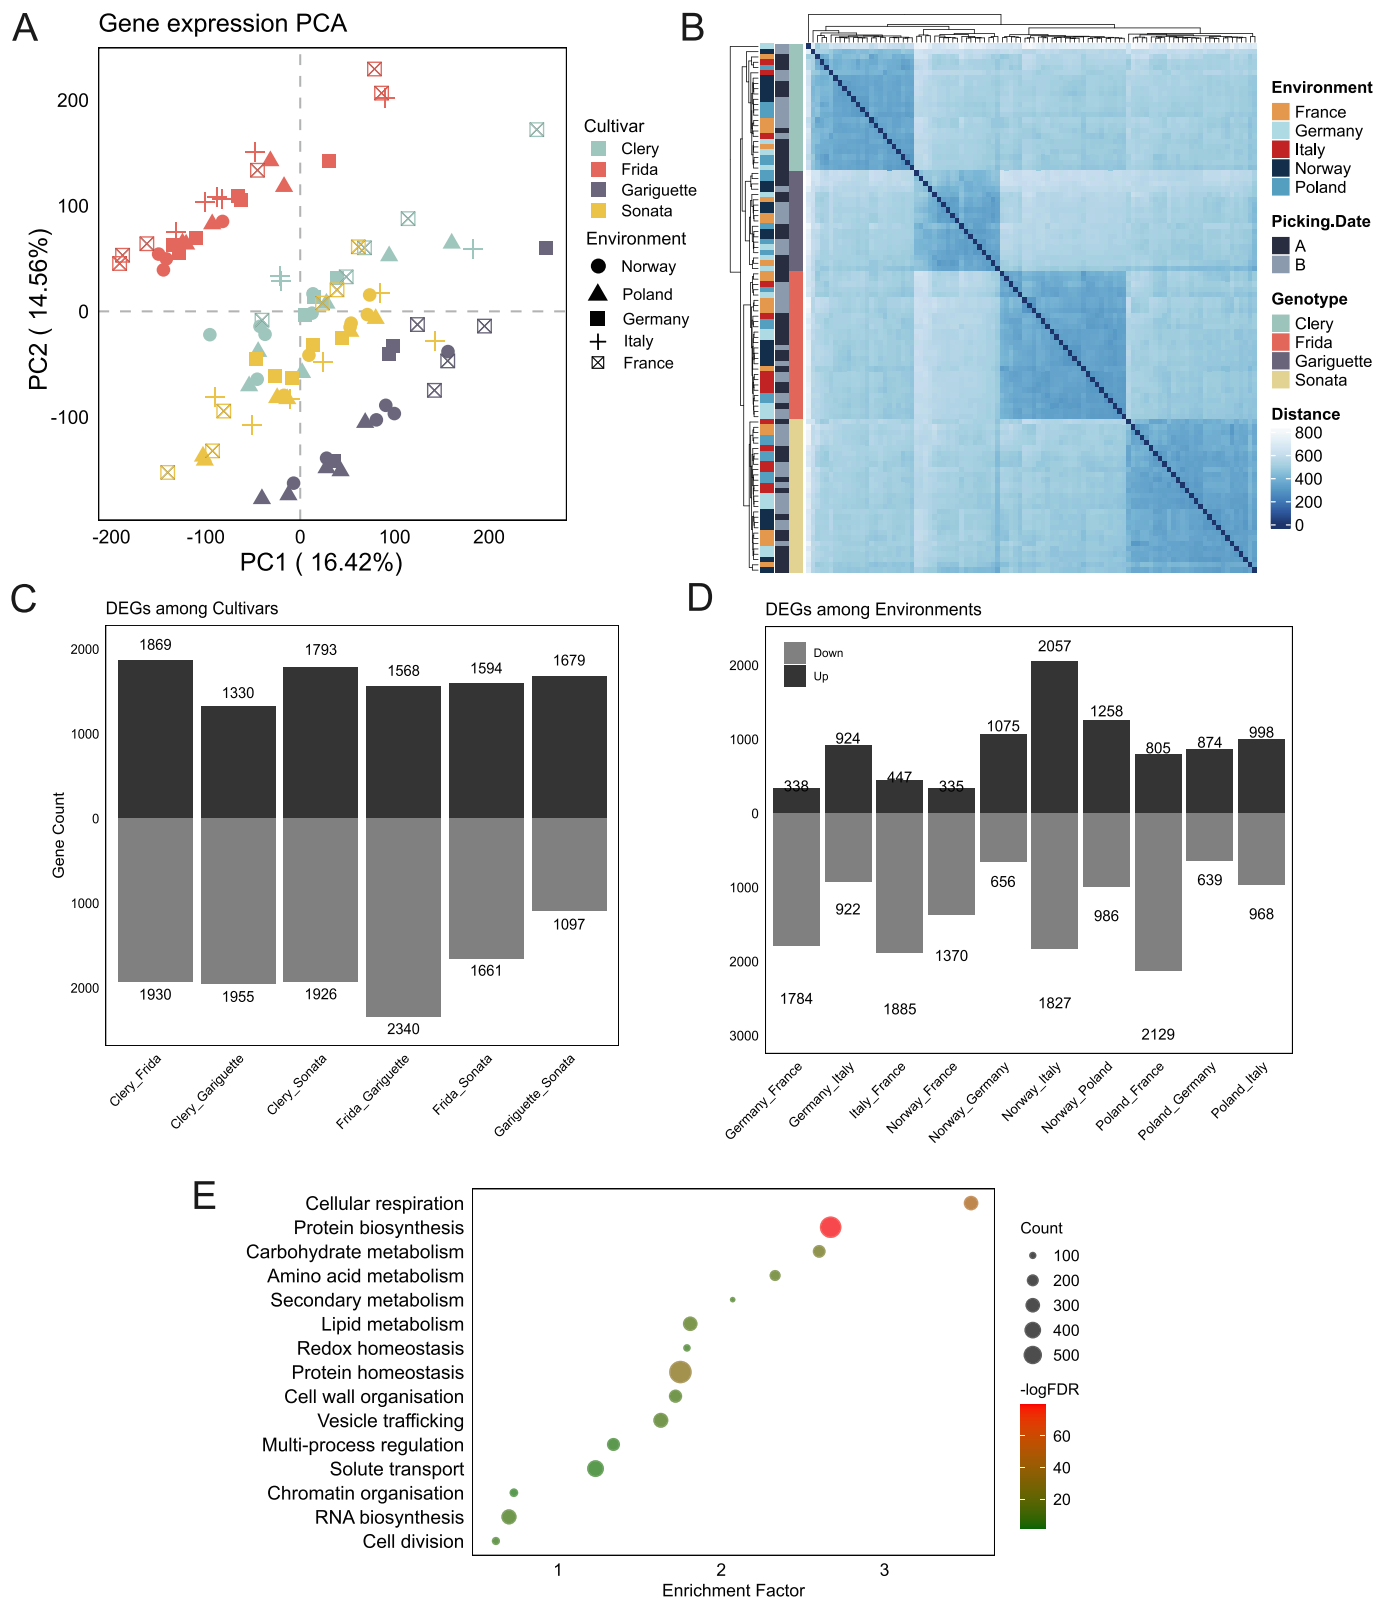 A
Gene expression PCA
PC2 ( 14.56%)
200
100
0
-100
-200
-100
0
100
200
PC1 ( 16.42%)
Cultivar
Clery
Frida
Gariguette
Sonata
Environment
Norway
Poland
Germany
Italy
France
B
Environment
France
Germany
Italy
Norway
Poland
Picking.Date
A
B
Genotype
Clery
Frida
Gariguette
Sonata
Distance
800
600
400
200
0
C
DEGs among Cultivars
Gene Count
2000
1000
0
1000
2000
1869
1330
1793
1568
1594
1679
1930
1955
1926
2340
1661
1097
Clery_Frida
Clery_Gariguette
Clery_Sonata
Frida_Gariguette
Frida_Sonata
Gariguette_Sonata
D
DEGs among Environments
Down
Up
2000
1000
0
1000
2000
3000
338
924
447
335
1075
2057
1258
805
874
998
1784
922
1885
1370
656
1827
986
2129
639
968
Germany_France
Germany_Italy
Italy_France
Norway_France
Norway_Germany
Norway_Italy
Norway_Poland
Poland_France
Poland_Germany
Poland_Italy
E
Cellular respiration
Protein biosynthesis
Carbohydrate metabolism
Amino acid metabolism
Secondary metabolism
Lipid metabolism
Redox homeostasis
Protein homeostasis
Cell wall organisation
Vesicle trafficking
Multi-process regulation
Solute transport
Chromatin organisation
RNA biosynthesis
Cell division
1
2
3
Enrichment Factor
Count
100
200
300
400
500
-logFDR
60
40
20